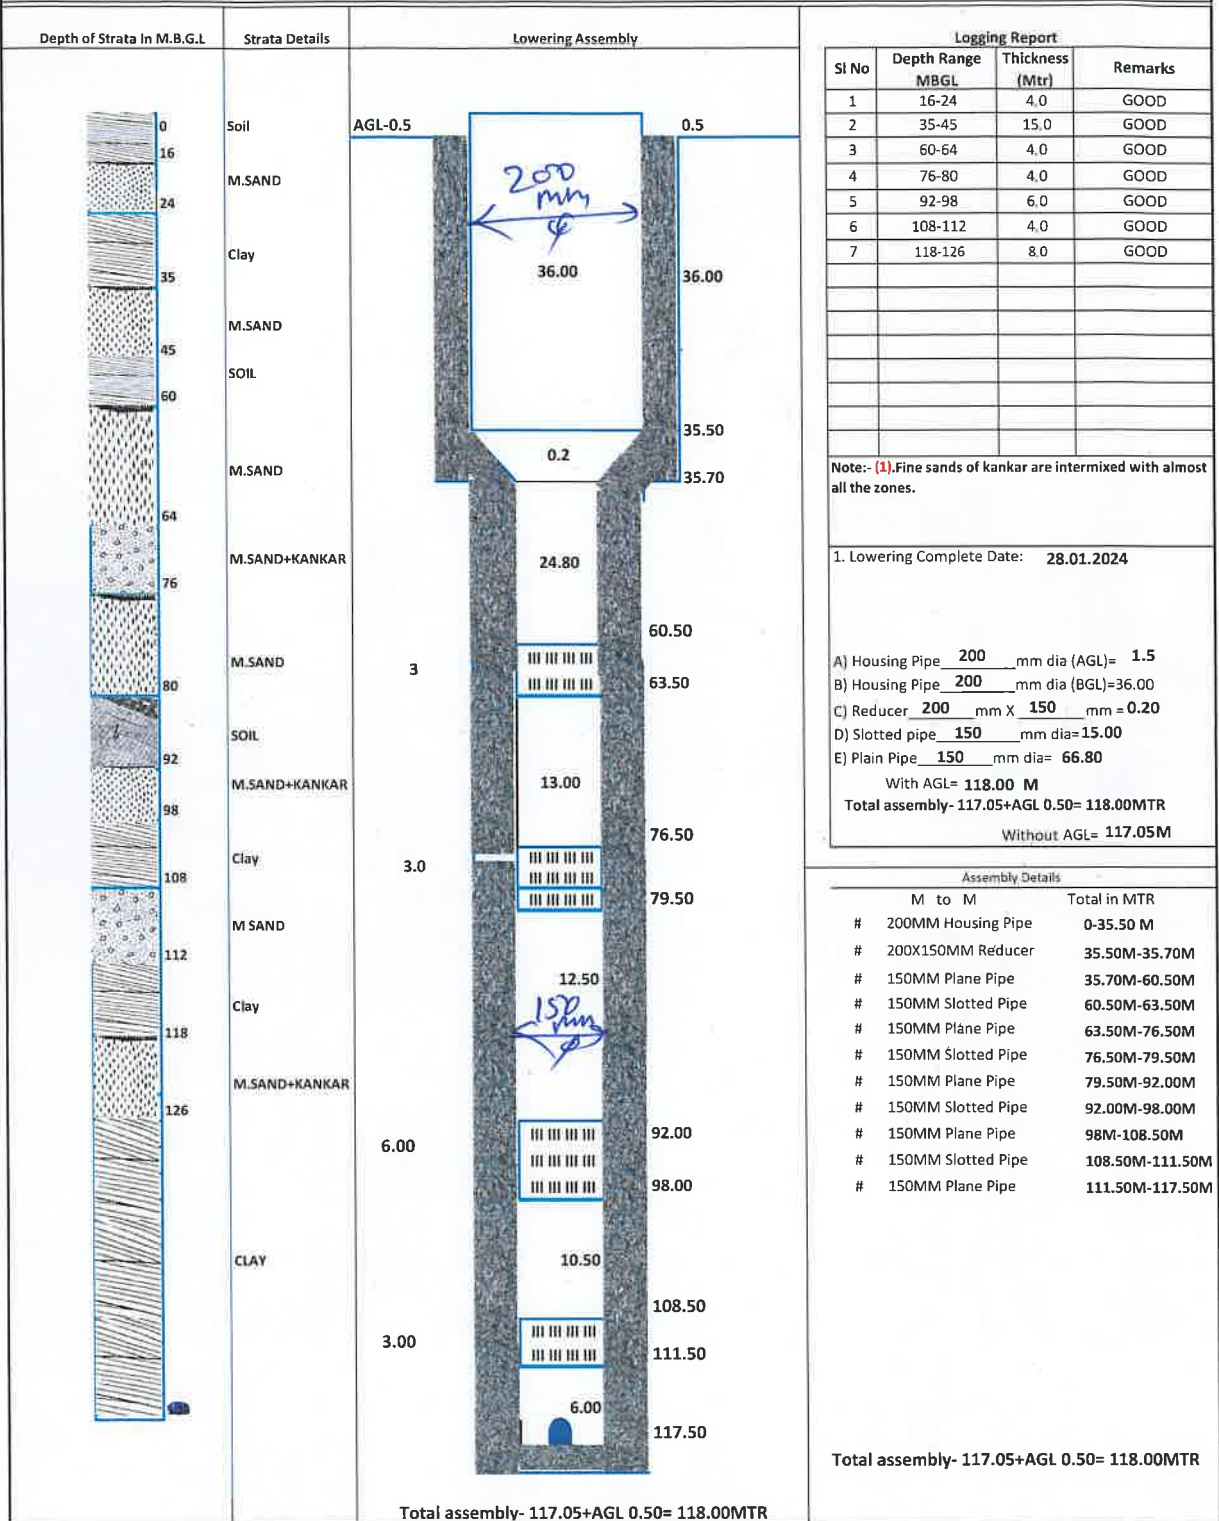 Depth of Strata In M.B.G.L
0
16
24
35
45
60
64
76
80
92
98
108
112
118
126
Strata Details
Soil
M.SAND
Clay
M.SAND
SOIL
M.SAND
M.SAND+KANKAR
M.SAND
SOIL
M.SAND+KANKAR
Clay
M SAND
Clay
M.SAND+KANKAR
CLAY
Lowering Assembly
AGL-0.5
0.5
200
mm
φ
36.00
36.00
35.50
0.2
35.70
24.80
60.50
3
63.50
13.00
76.50
3.0
79.50
12.50
150
mm
φ
92.00
6.00
98.00
10.50
108.50
3.00
111.50
6.00
117.50
Total assembly- 117.05+AGL 0.50= 118.00MTR
Logging Report
Sl No Depth Range MBGL Thickness (Mtr) Remarks
1 16-24 4.0 GOOD
2 35-45 15.0 GOOD
3 60-64 4.0 GOOD
4 76-80 4.0 GOOD
5 92-98 6.0 GOOD
6 108-112 4.0 GOOD
7 118-126 8.0 GOOD
Note:- (1).Fine sands of kankar are intermixed with almost
all the zones.
1. Lowering Complete Date: 28.01.2024
A) Housing Pipe 200 mm dia (AGL)= 1.5
B) Housing Pipe 200 mm dia (BGL)=36.00
C) Reducer 200 mm X 150 mm = 0.20
D) Slotted pipe 150 mm dia=15.00
E) Plain Pipe 150 mm dia= 66.80
With AGL= 118.00 M
Total assembly- 117.05+AGL 0.50= 118.00MTR
Without AGL= 117.05M
Assembly Details
M to M Total in MTR
# 200MM Housing Pipe 0-35.50 M
# 200X150MM Reducer 35.50M-35.70M
# 150MM Plane Pipe 35.70M-60.50M
# 150MM Slotted Pipe 60.50M-63.50M
# 150MM Plane Pipe 63.50M-76.50M
# 150MM Slotted Pipe 76.50M-79.50M
# 150MM Plane Pipe 79.50M-92.00M
# 150MM Slotted Pipe 92.00M-98.00M
# 150MM Plane Pipe 98M-108.50M
# 150MM Slotted Pipe 108.50M-111.50M
# 150MM Plane Pipe 111.50M-117.50M
Total assembly- 117.05+AGL 0.50= 118.00MTR